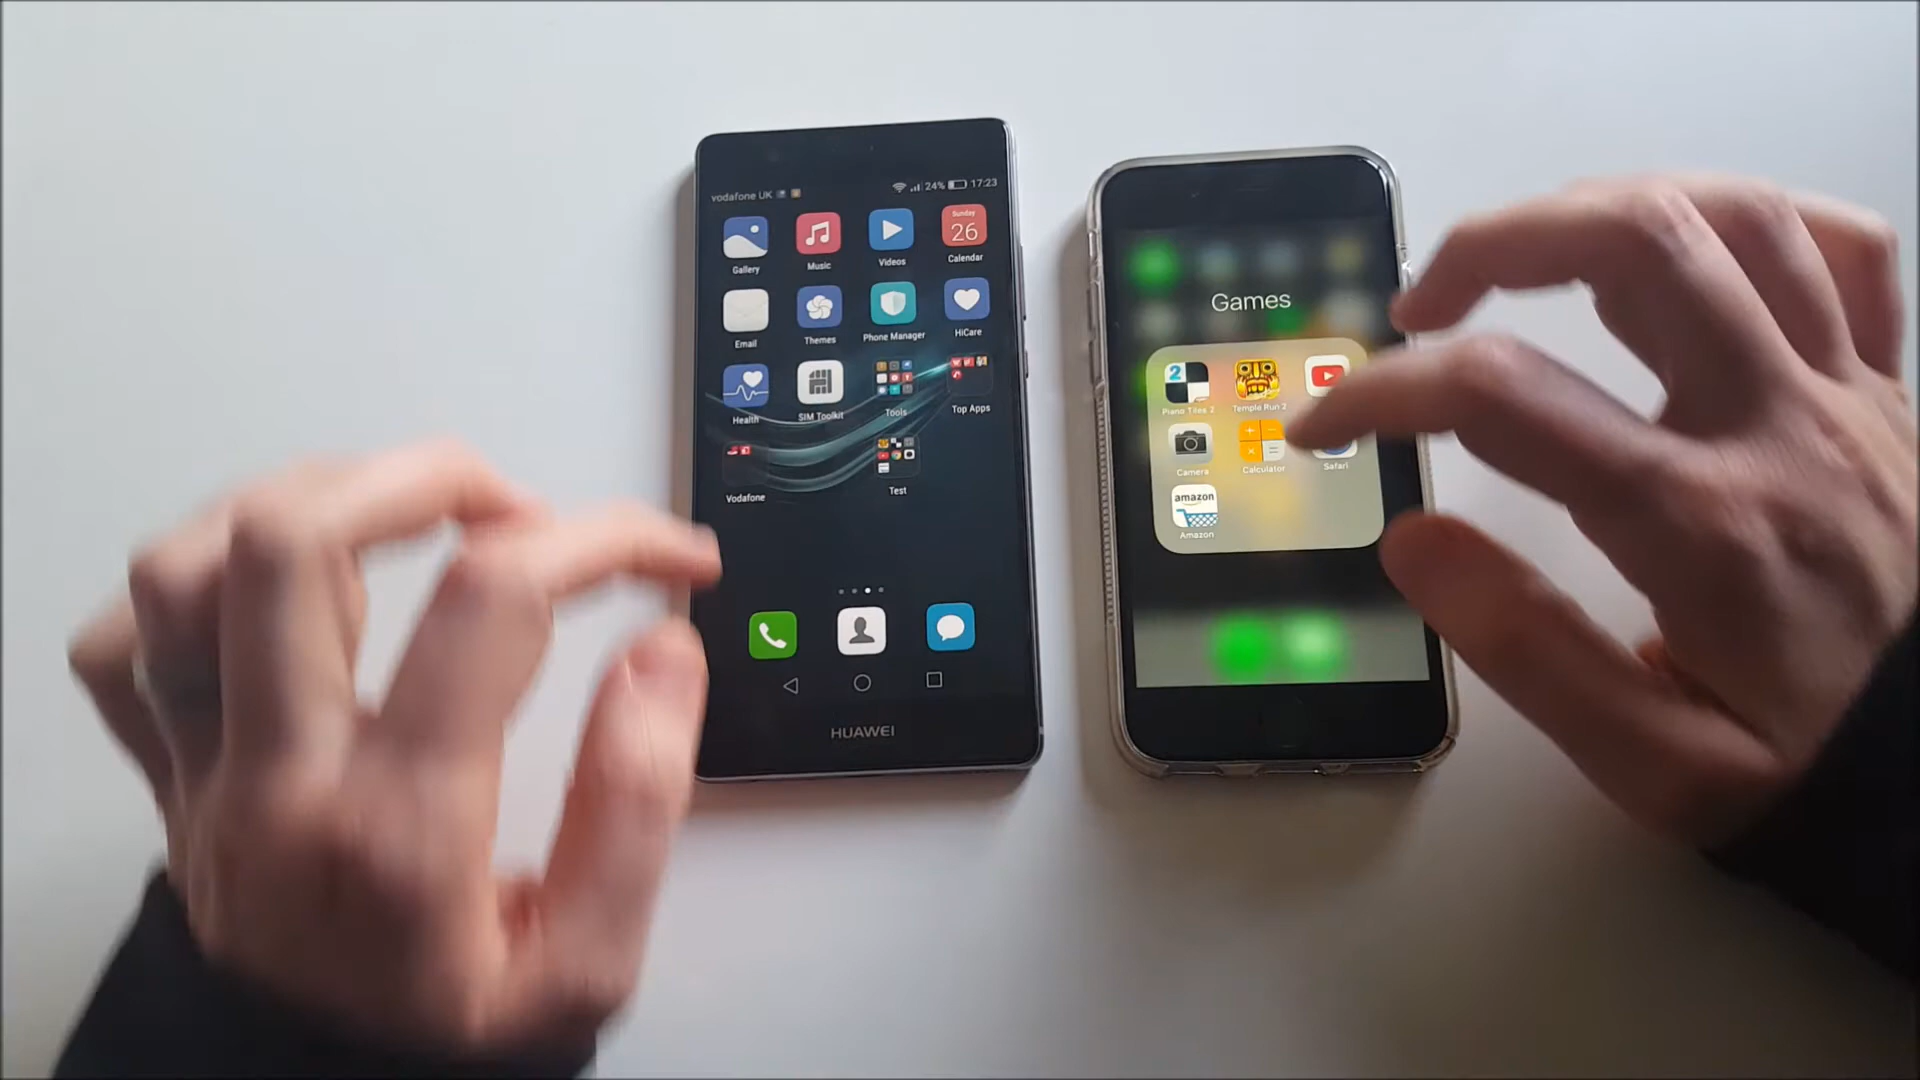 vodafone UK 24% 17:23
Sunday
26
Gallery Music Videos Calendar
Email Themes Phone Manager HiCare
Health SIM Toolkit Tools Top Apps
Vodafone Test
HUAWEI
Games
2
Piano Tiles 2 Temple Run 2
Camera Calculator Safari
amazon
Amazon